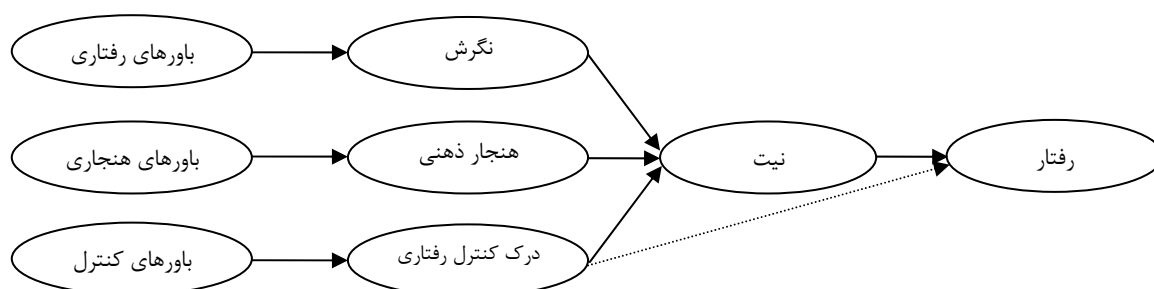 باورهای رفتاری
نگرش
باورهای هنجاری
هنجار ذهنی
نیت
رفتار
باورهای کنترل
درک کنترل رفتاری